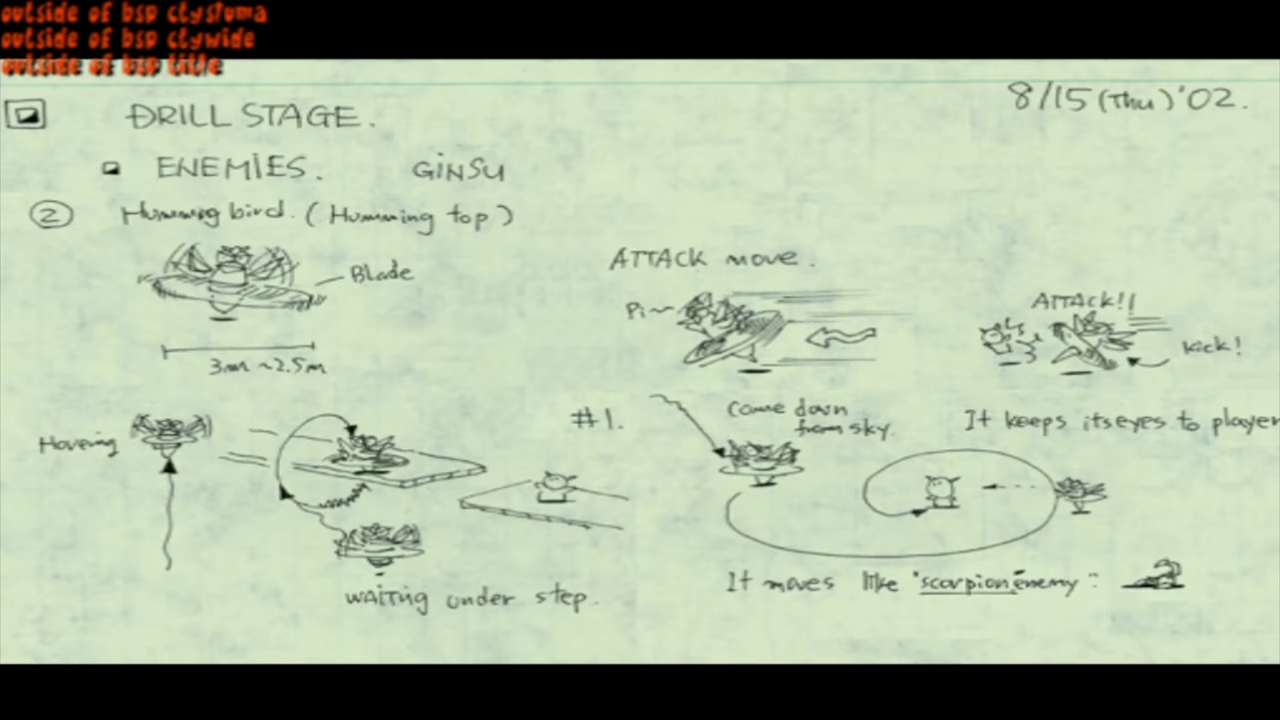 outside of bsp ctystuma
outside of bsp ctywide
outside of bsp title
8/15 (Thu) '02.
DRILL STAGE.
ENEMIES. GINSU
2 Humming bird. (Humming top)
Blade
3m ~ 2.5m
ATTACK move.
Pi~
ATTACK!!
kick!
Hovering
waiting under step.
#1.
come down
from sky.
It keeps its eyes to player
It moves like "scorpion enemy".